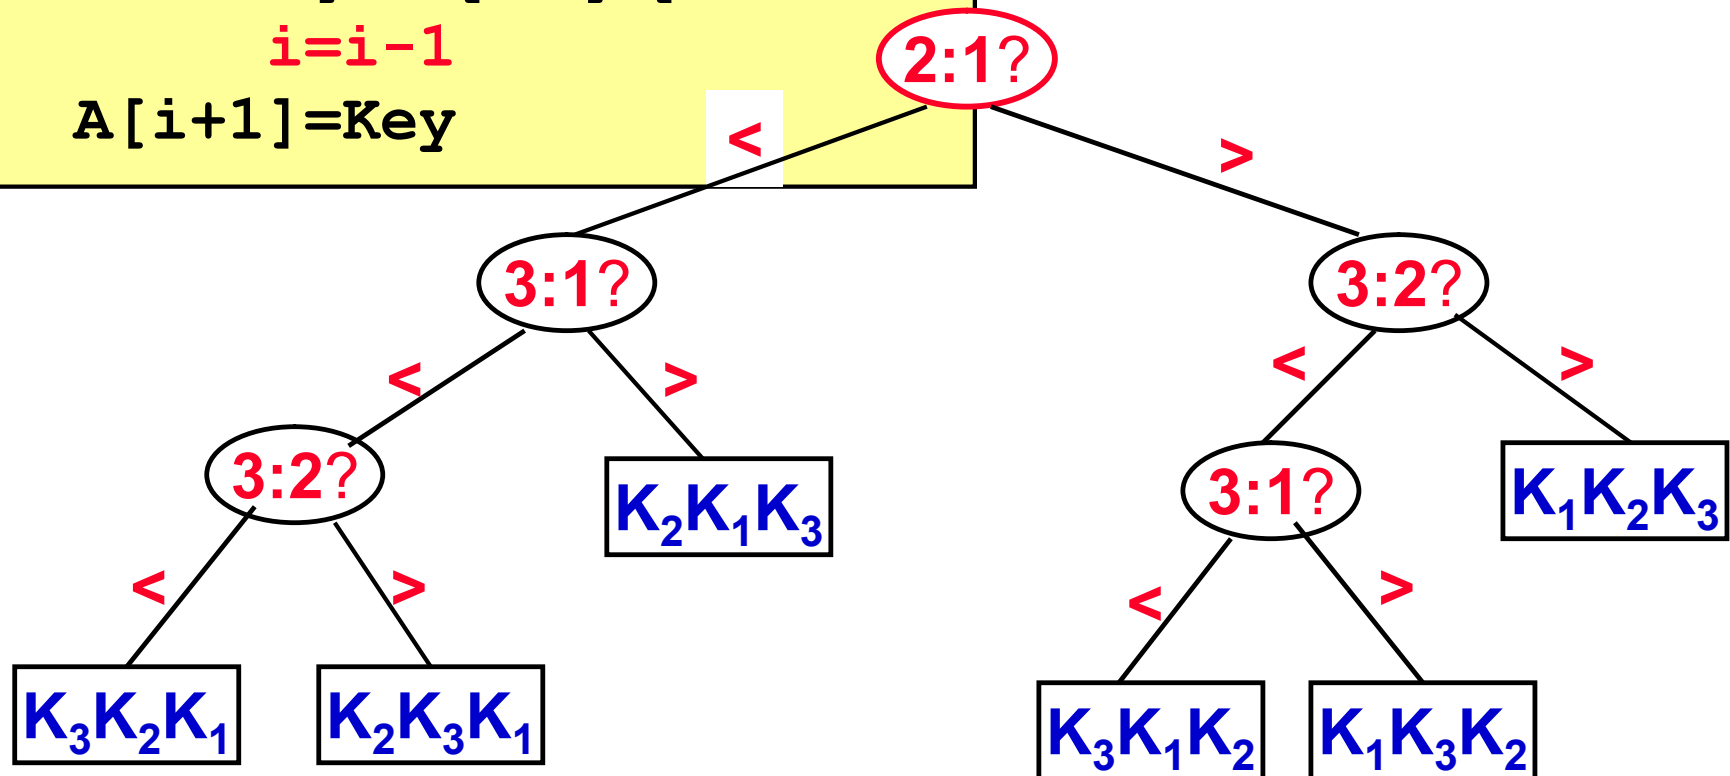 i=i-1
A[i+1]=Key
2:1?
<
>
3:1?
3:2?
<
>
<
>
3:2?
3:1?
K₂K₁K₃
K₁K₂K₃
<
>
<
>
K₃K₂K₁
K₂K₃K₁
K₃K₁K₂
K₁K₃K₂